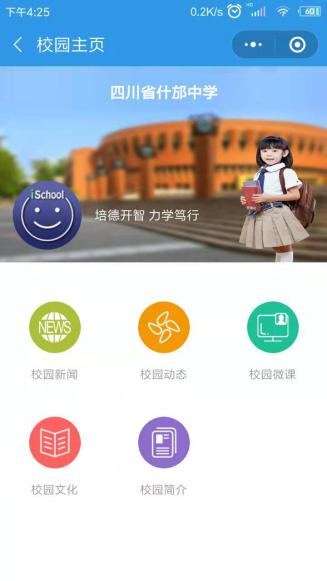 下午4:25
0.2K/s
HD
60
校园主页
四川省什邡中学
iSchool
培德开智 力学笃行
NEWS
校园新闻
校园动态
校园微课
校园文化
校园简介